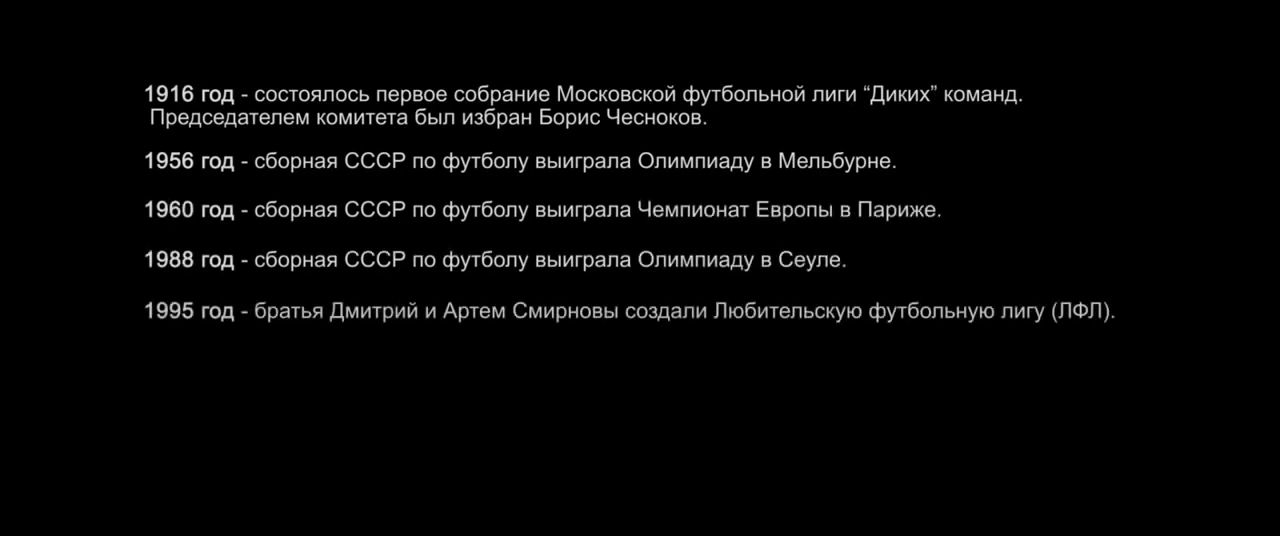 1916 год - состоялось первое собрание Московской футбольной лиги “Диких” команд.
Председателем комитета был избран Борис Чесноков.
1956 год - сборная СССР по футболу выиграла Олимпиаду в Мельбурне.
1960 год - сборная СССР по футболу выиграла Чемпионат Европы в Париже.
1988 год - сборная СССР по футболу выиграла Олимпиаду в Сеуле.
1995 год - братья Дмитрий и Артем Смирновы создали Любительскую футбольную лигу (ЛФЛ).